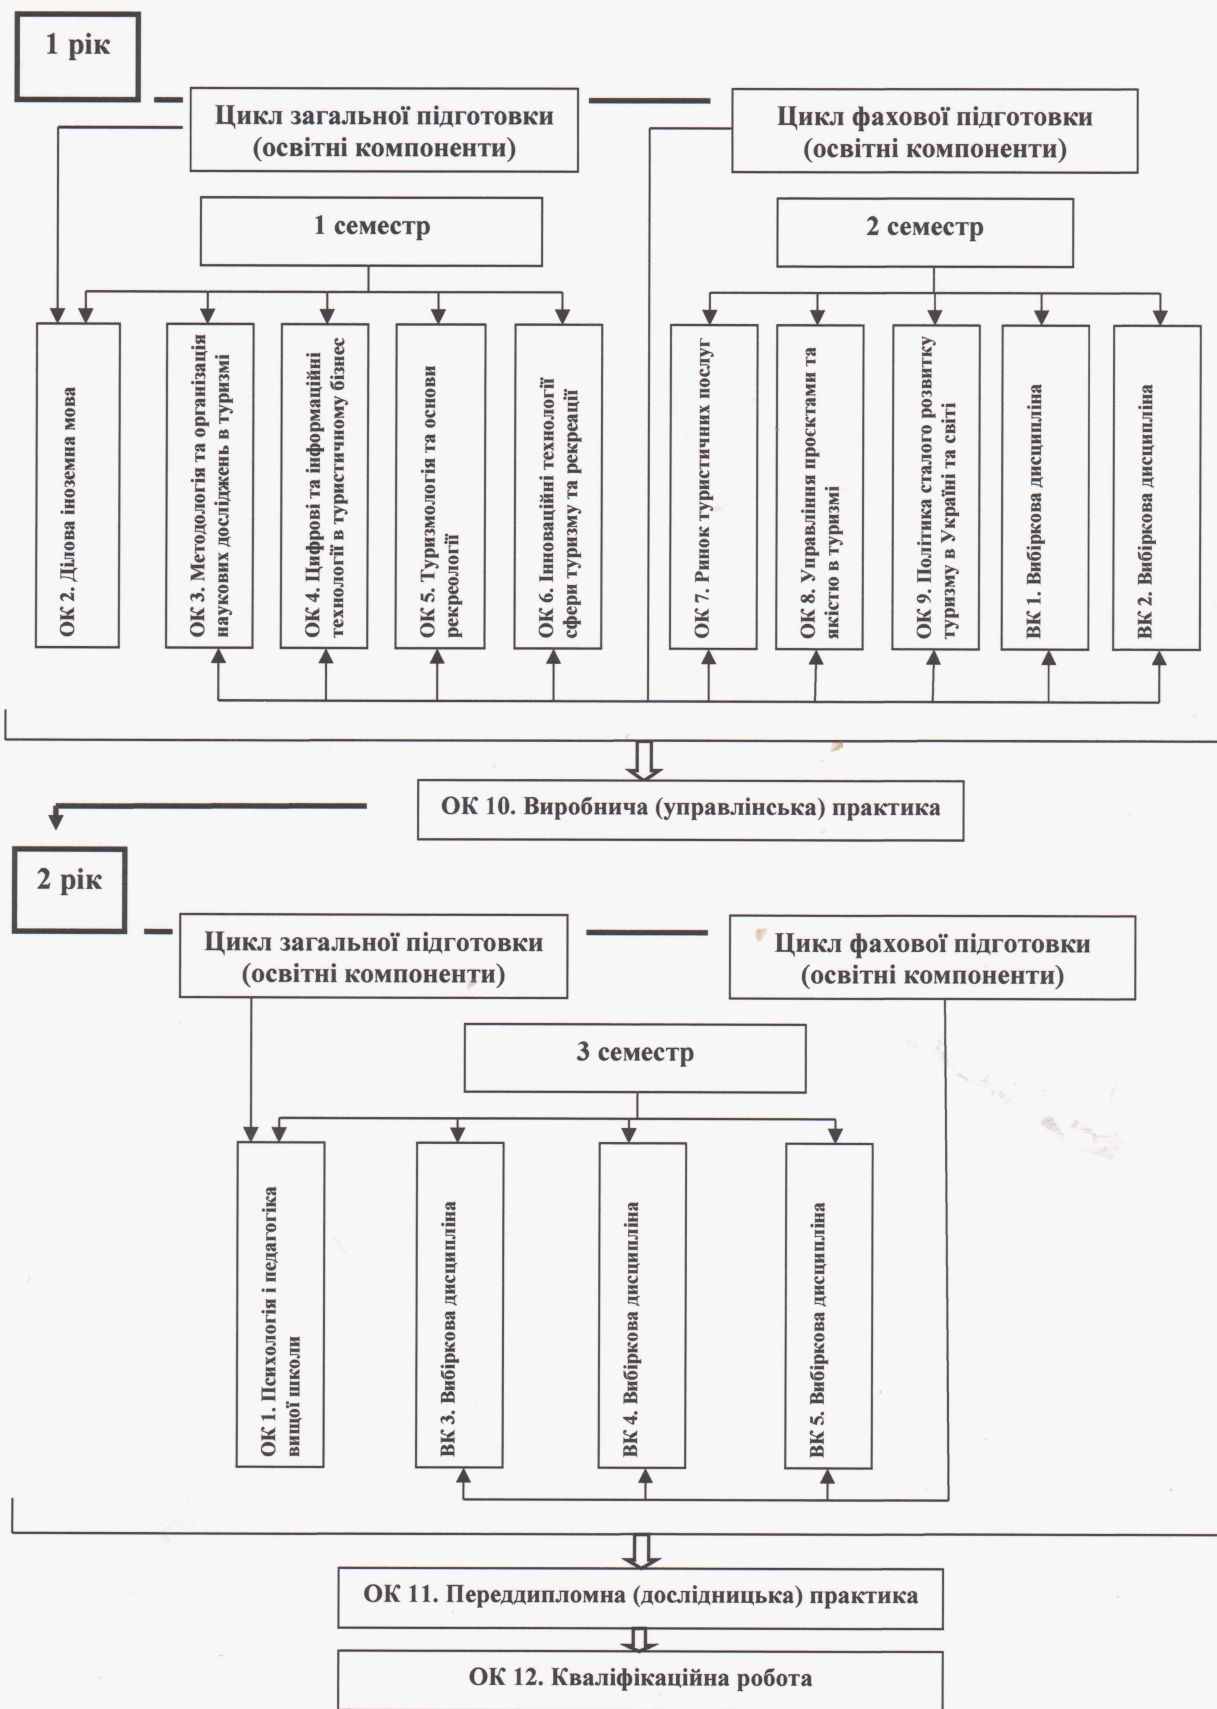 1 рік
Цикл загальної підготовки
(освітні компоненти)
Цикл фахової підготовки
(освітні компоненти)
1 семестр
2 семестр
ОК 2. Ділова іноземна мова
ОК 3. Методологія та організація
наукових досліджень в туризмі
ОК 4. Цифрові та інформаційні
технології в туристичному бізнес
ОК 5. Туризмологія та основи
рекреології
ОК 6. Інноваційні технології
сфери туризму та рекреації
ОК 7. Ринок туристичних послуг
ОК 8. Управління проєктами та
якістю в туризмі
ОК 9. Політика сталого розвитку
туризму в Україні та світі
ВК 1. Вибіркова дисципліна
ВК 2. Вибіркова дисципліна
ОК 10. Виробнича (управлінська) практика
2 рік
Цикл загальної підготовки
(освітні компоненти)
Цикл фахової підготовки
(освітні компоненти)
3 семестр
ОК 1. Психологія і педагогіка
вищої школи
ВК 3. Вибіркова дисципліна
ВК 4. Вибіркова дисципліна
ВК 5. Вибіркова дисципліна
ОК 11. Переддипломна (дослідницька) практика
ОК 12. Кваліфікаційна робота